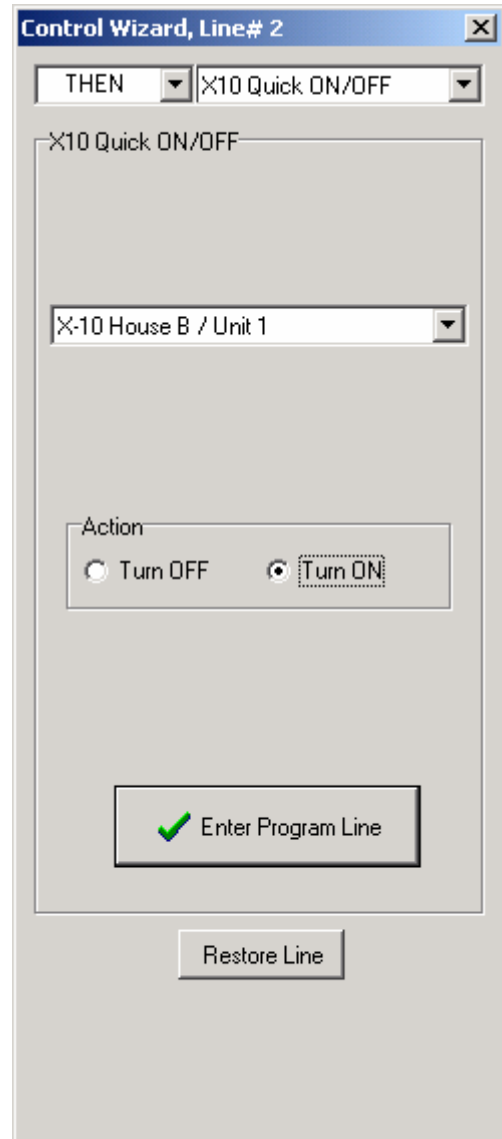 Control Wizard, Line# 2
THEN X10 Quick ON/OFF
X10 Quick ON/OFF
X-10 House B / Unit 1
Action
Turn OFF Turn ON
Enter Program Line
Restore Line